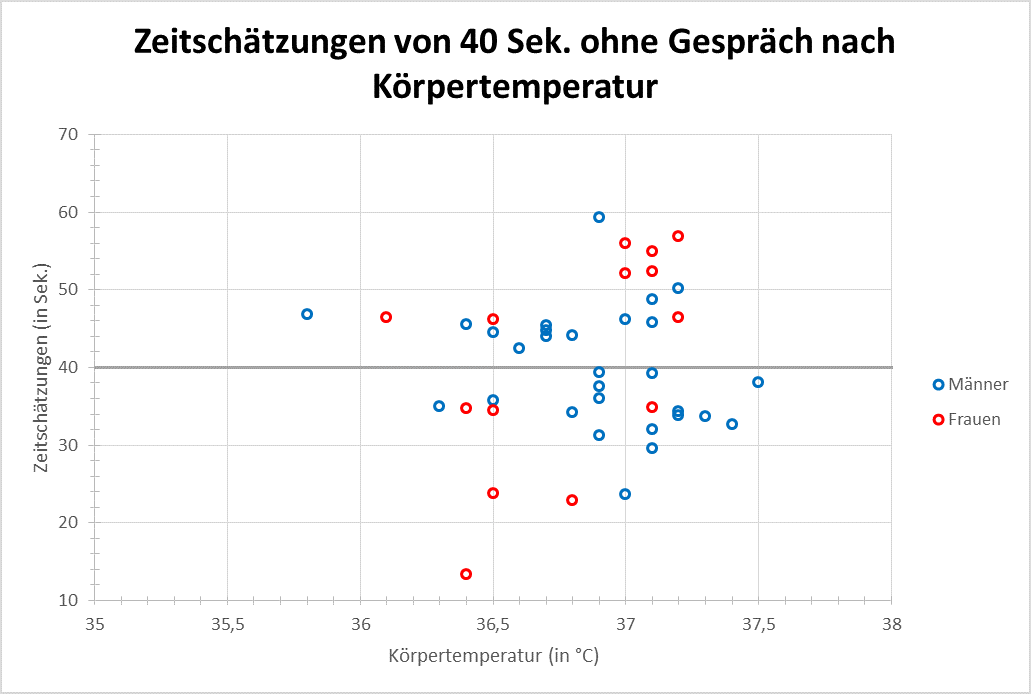 Zeitschätzungen von 40 Sek. ohne Gespräch nach
Körpertemperatur
70
60
50
40
30
20
10
Zeitschätzungen (in Sek.)
35
35,5
36
36,5
37
37,5
38
Körpertemperatur (in °C)
Männer
Frauen